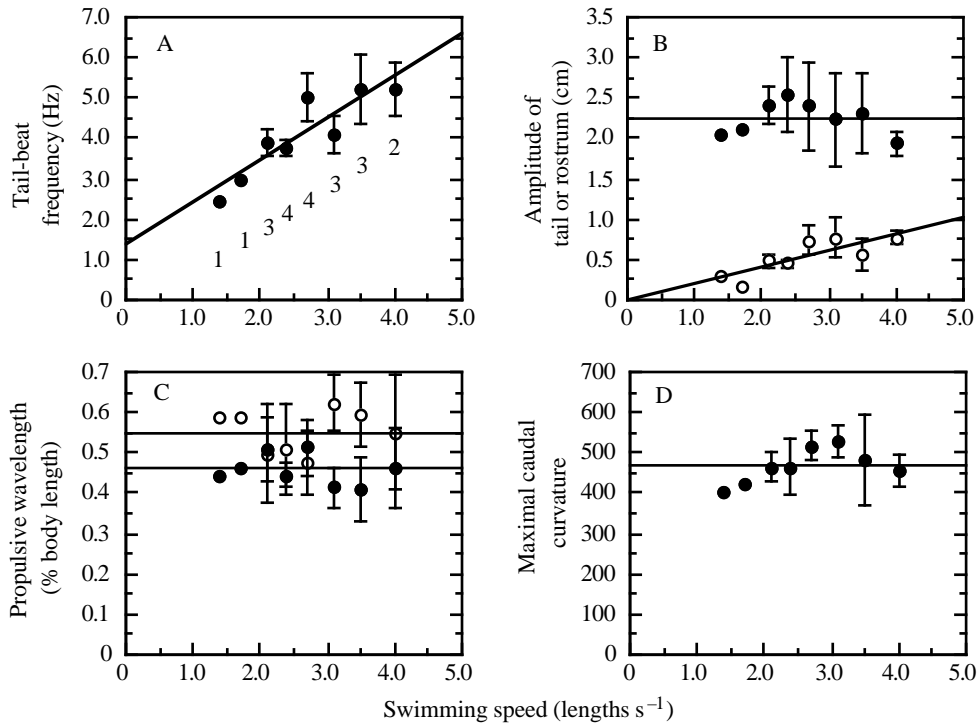 7.0
A
5.0
3.0
1.0
0
0 1.0 2.0 3.0 4.0 5.0
1 1 3 4 4 3 3 2
Tail-beat
frequency (Hz)
3.5
B
3.0
2.5
2.0
1.5
1.0
0.5
0
0 1.0 2.0 3.0 4.0 5.0
Amplitude of
tail or rostrum (cm)
0.7
C
0.6
0.5
0.4
0.3
0.2
0.1
0
0 1.0 2.0 3.0 4.0 5.0
Propulsive wavelength
(% body length)
700
D
600
500
400
300
200
100
0
0 1.0 2.0 3.0 4.0 5.0
Maximal caudal
curvature
Swimming speed (lengths s⁻¹)